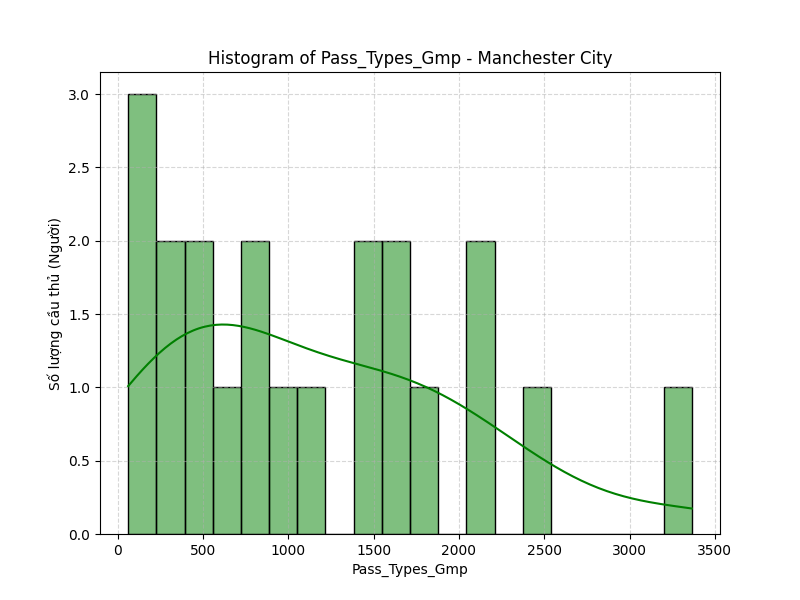 Histogram of Pass_Types_Gmp - Manchester City
Số lượng cầu thủ (Người)
3.0
2.5
2.0
1.5
1.0
0.5
0.0
0 500 1000 1500 2000 2500 3000 3500
Pass_Types_Gmp